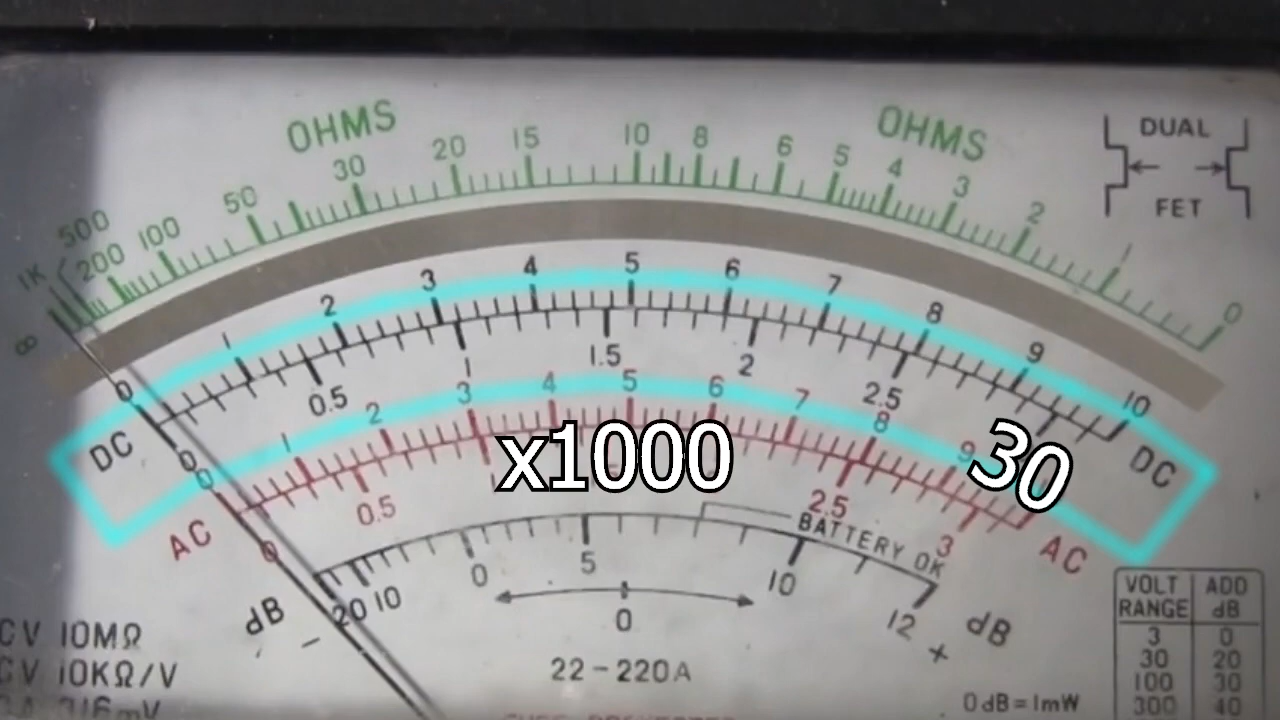 OHMS OHMS
1K 500 200 100 50 30 20 15 10 8 6 5 4 3 2 1 0
∞
DUAL
FET
0 1 2 3 4 5 6 7 8 9 10
DC 0.5 1 1.5 2 2.5 30 DC
0
0 1 2 3 4 5 6 7 8 9
AC 0.5 x1000 2.5 3 AC
0
BATTERY OK
dB - 20 10 0 5 10 12 + dB
0
22-220A
VOLT RANGE ADD dB
3 0
30 20
100 30
300 40
CV 10MΩ
CV 10KΩ/V
316mV
0dB=1mW